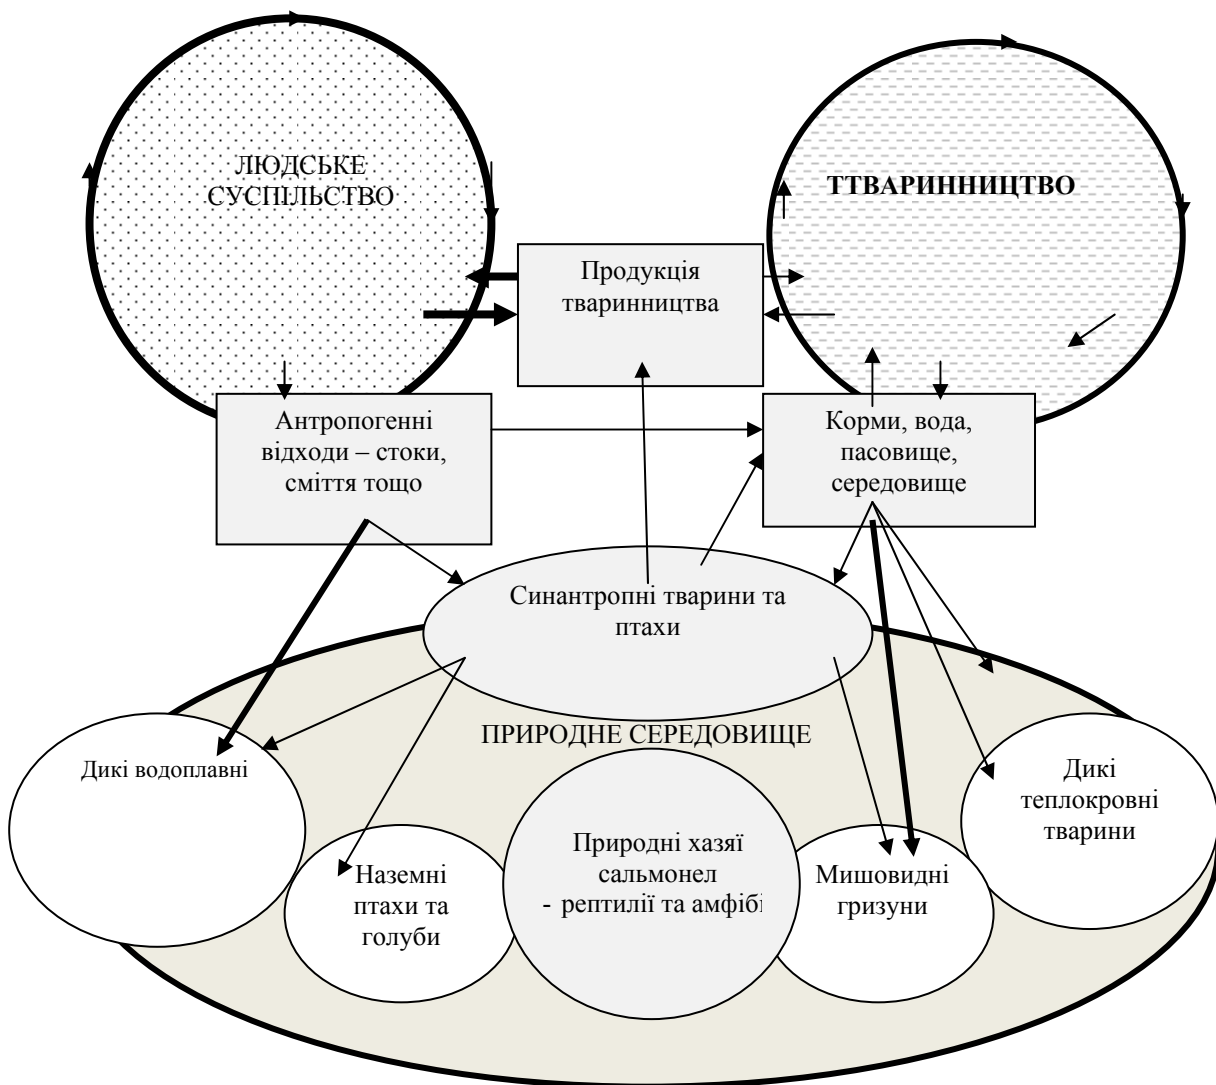 ЛЮДСЬКЕ
СУСПІЛЬСТВО
ТТВАРИННИЦТВО
Продукція
тваринництва
Антропогенні
відходи – стоки,
сміття тощо
Корми, вода,
пасовище,
середовище
Синантропні тварини та
птахи
ПРИРОДНЕ СЕРЕДОВИЩЕ
Дикі водоплавні
Дикі
теплокровні
тварини
Наземні
птахи та
голуби
Природні хазяї
сальмонел
- рептилії та амфібі
Мишовидні
гризуни